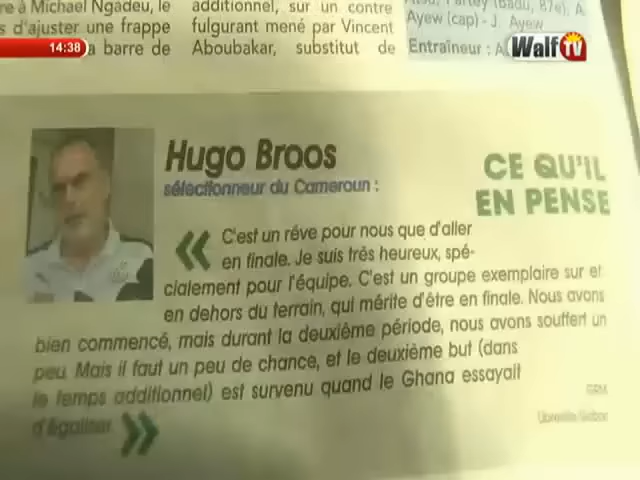 re à Michael Ngadeu, le
s d'ajuster une frappe
a barre de
additionnel, sur un contre
fulgurant mené par Vincent
Aboubakar, substitut de
(Badu, 87e), A.
Ayew (cap) - J. Ayew
Entraîneur : A
14:38
Walf TV
Hugo Broos
sélectionneur du Cameroun :
CE QU'IL
EN PENSE
« C'est un rêve pour nous que d'aller
en finale. Je suis très heureux, spé-
cialement pour l'équipe. C'est un groupe exemplaire sur et
en dehors du terrain, qui mérite d'être en finale. Nous avons
bien commencé, mais durant la deuxième période, nous avons souffert un
peu. Mais il faut un peu de chance, et le deuxième but (dans
le temps additionnel) est survenu quand le Ghana essayait
d'égaliser »